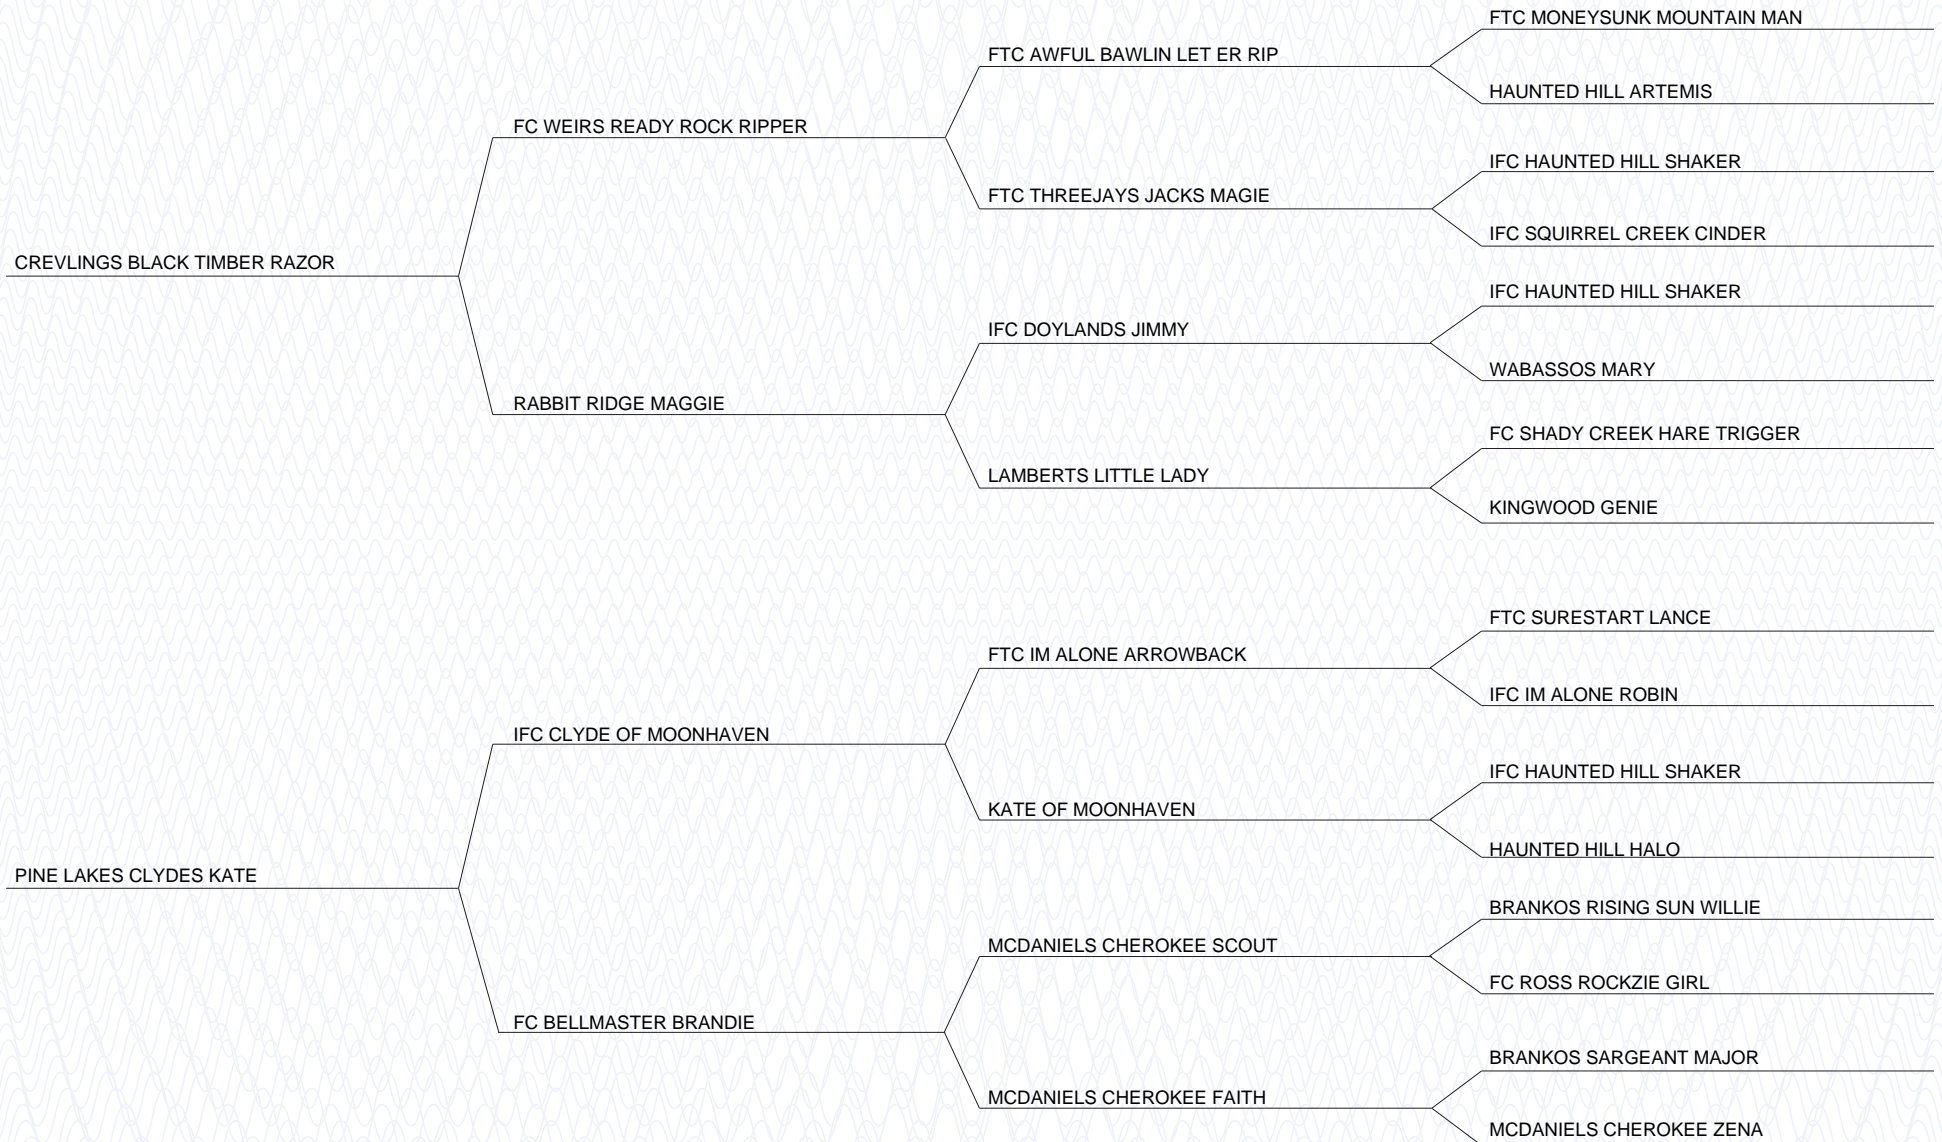 FTC MONEYSUNK MOUNTAIN MAN
FTC AWFUL BAWLIN LET ER RIP
HAUNTED HILL ARTEMIS
FC WEIRS READY ROCK RIPPER
IFC HAUNTED HILL SHAKER
FTC THREEJAYS JACKS MAGIE
IFC SQUIRREL CREEK CINDER
CREVLINGS BLACK TIMBER RAZOR
IFC HAUNTED HILL SHAKER
IFC DOYLANDS JIMMY
WABASSOS MARY
RABBIT RIDGE MAGGIE
FC SHADY CREEK HARE TRIGGER
LAMBERTS LITTLE LADY
KINGWOOD GENIE
FTC SURESTART LANCE
FTC IM ALONE ARROWBACK
IFC IM ALONE ROBIN
IFC CLYDE OF MOONHAVEN
IFC HAUNTED HILL SHAKER
KATE OF MOONHAVEN
HAUNTED HILL HALO
PINE LAKES CLYDES KATE
BRANKOS RISING SUN WILLIE
MCDANIELS CHEROKEE SCOUT
FC ROSS ROCKZIE GIRL
FC BELLMASTER BRANDIE
BRANKOS SARGEANT MAJOR
MCDANIELS CHEROKEE FAITH
MCDANIELS CHEROKEE ZENA